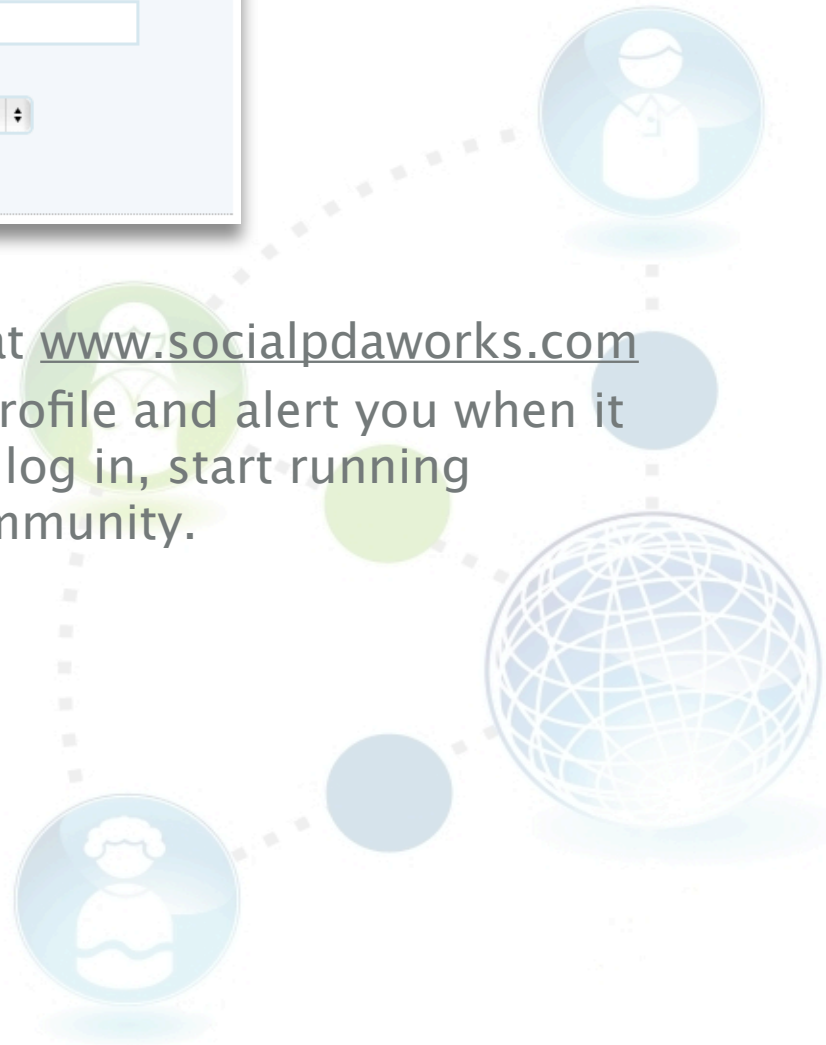 at www.socialpdaworks.com
rofile and alert you when it
log in, start running
mmunity.